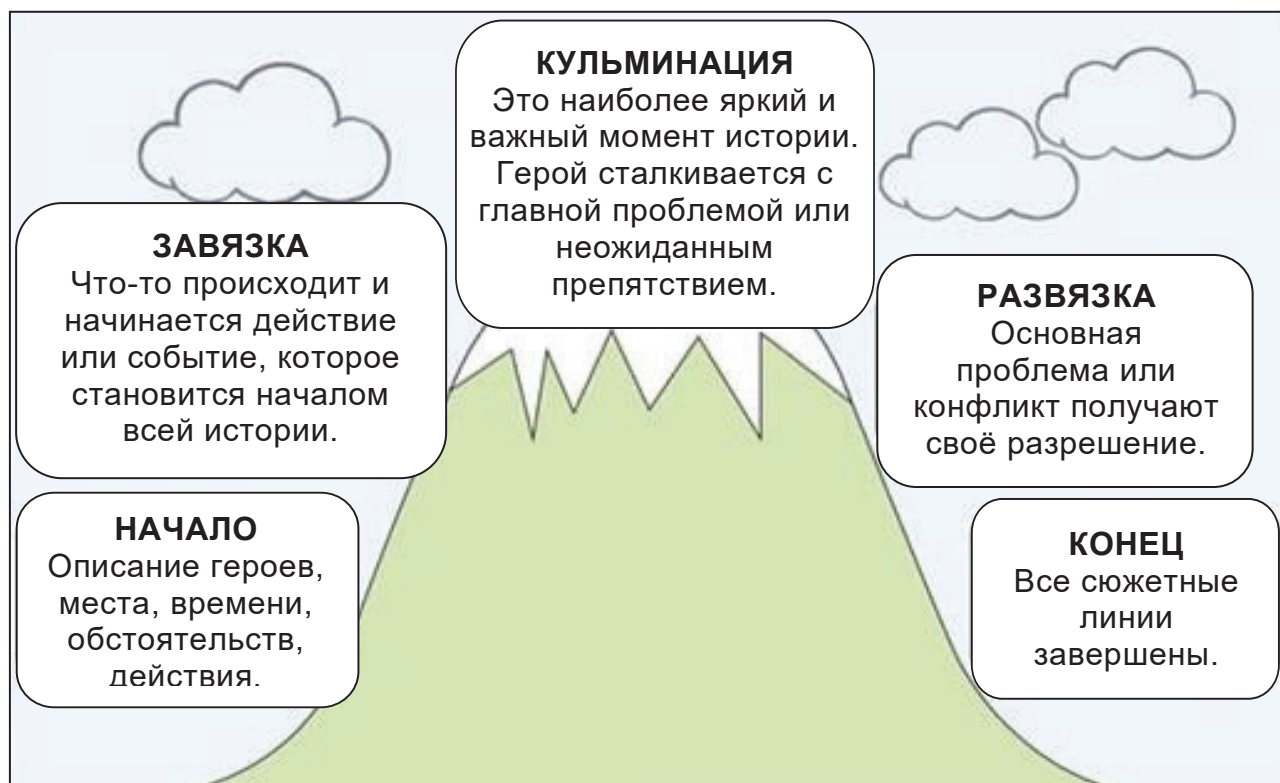 НАЧАЛО
Описание героев,
места, времени,
обстоятельств,
действия.
ЗАВЯЗКА
Что-то происходит и
начинается действие
или событие, которое
становится началом
всей истории.
КУЛЬМИНАЦИЯ
Это наиболее яркий и
важный момент истории.
Герой сталкивается с
главной проблемой или
неожиданным
препятствием.
РАЗВЯЗКА
Основная
проблема или
конфликт получают
своё разрешение.
КОНЕЦ
Все сюжетные
линии
завершены.